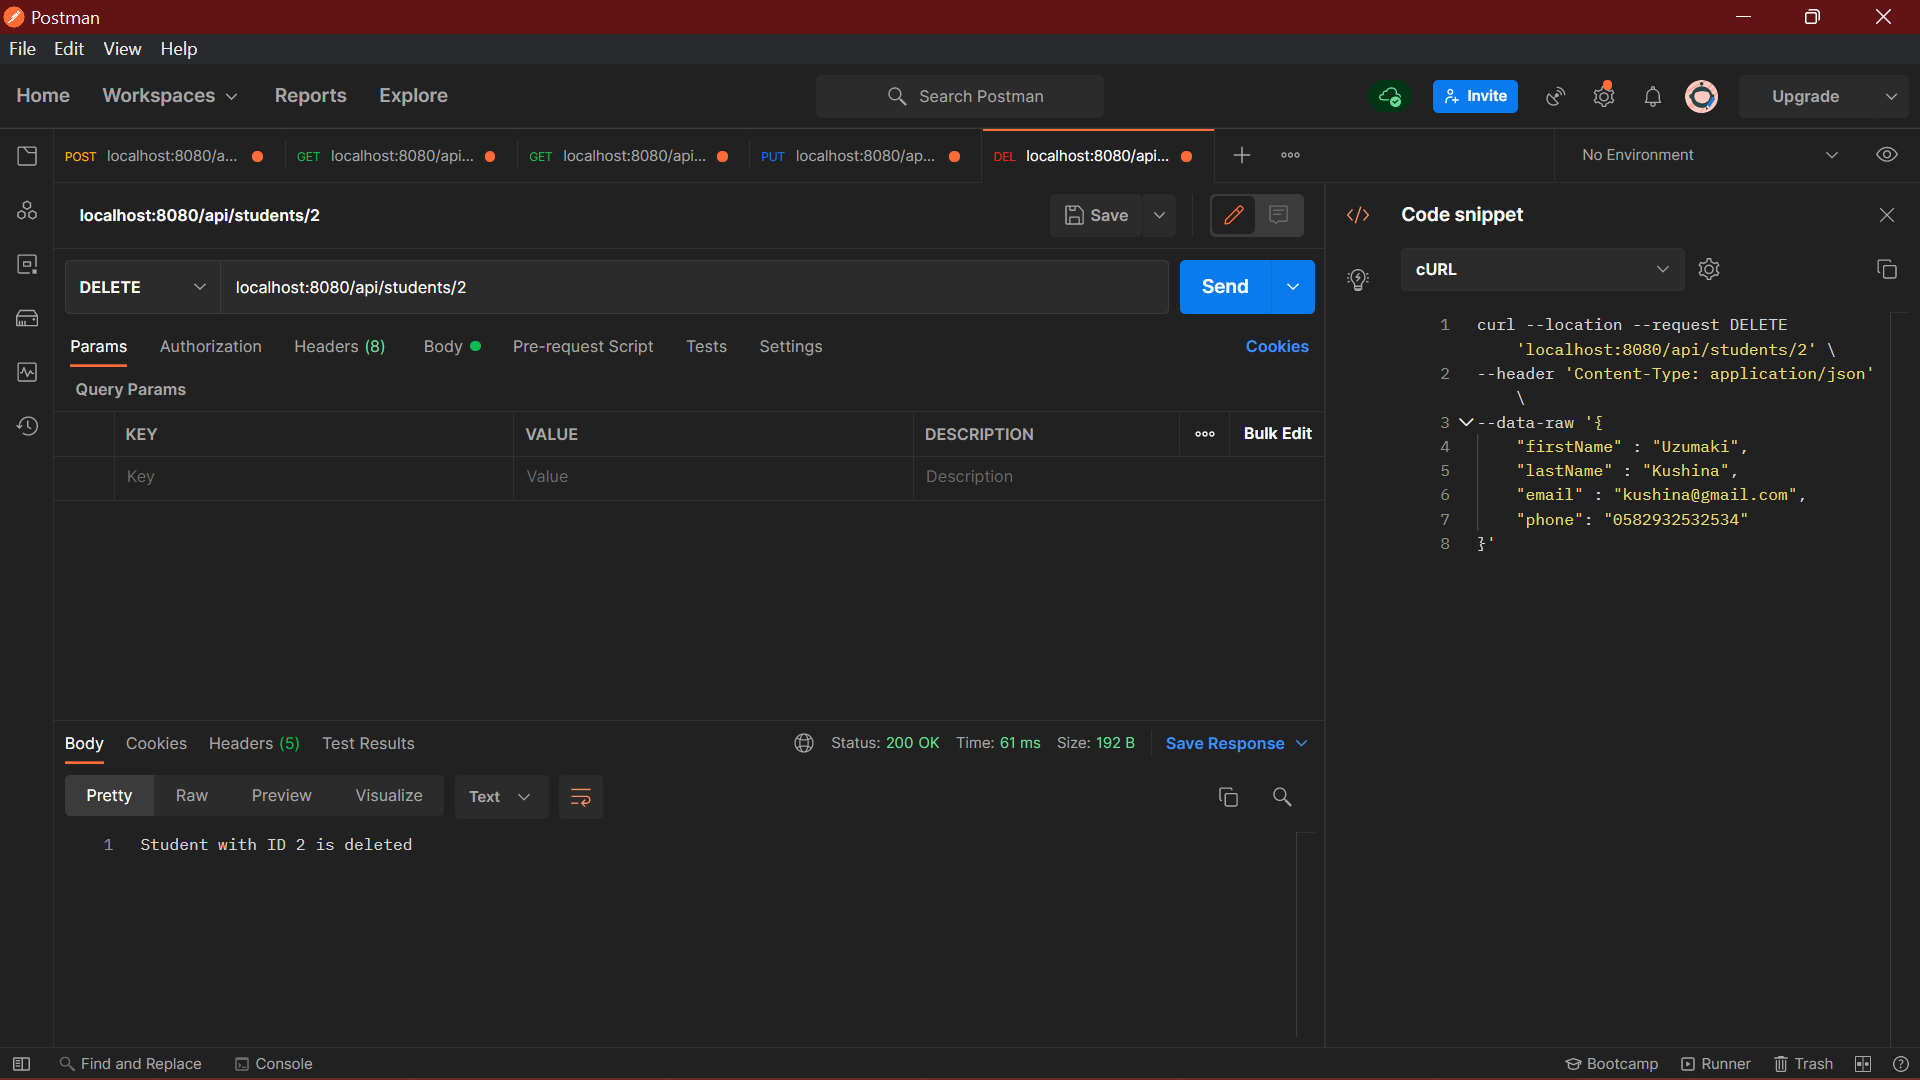 Postman
File Edit View Help
Home Workspaces Reports Explore Search Postman Invite Upgrade
POST localhost:8080/a... GET localhost:8080/api... GET localhost:8080/api... PUT localhost:8080/ap... DEL localhost:8080/api... No Environment
localhost:8080/api/students/2 Save
DELETE localhost:8080/api/students/2 Send
Params Authorization Headers (8) Body Pre-request Script Tests Settings Cookies
Query Params
KEY VALUE DESCRIPTION Bulk Edit
Key Value Description
Code snippet
cURL
1 curl --location --request DELETE
'localhost:8080/api/students/2' \
2 --header 'Content-Type: application/json'
\
3 --data-raw '{
4 "firstName" : "Uzumaki",
5 "lastName" : "Kushina",
6 "email" : "kushina@gmail.com",
7 "phone": "0582932532534"
8 }'
Body Cookies Headers (5) Test Results Status: 200 OK Time: 61 ms Size: 192 B Save Response
Pretty Raw Preview Visualize Text
1 Student with ID 2 is deleted
Find and Replace Console Bootcamp Runner Trash